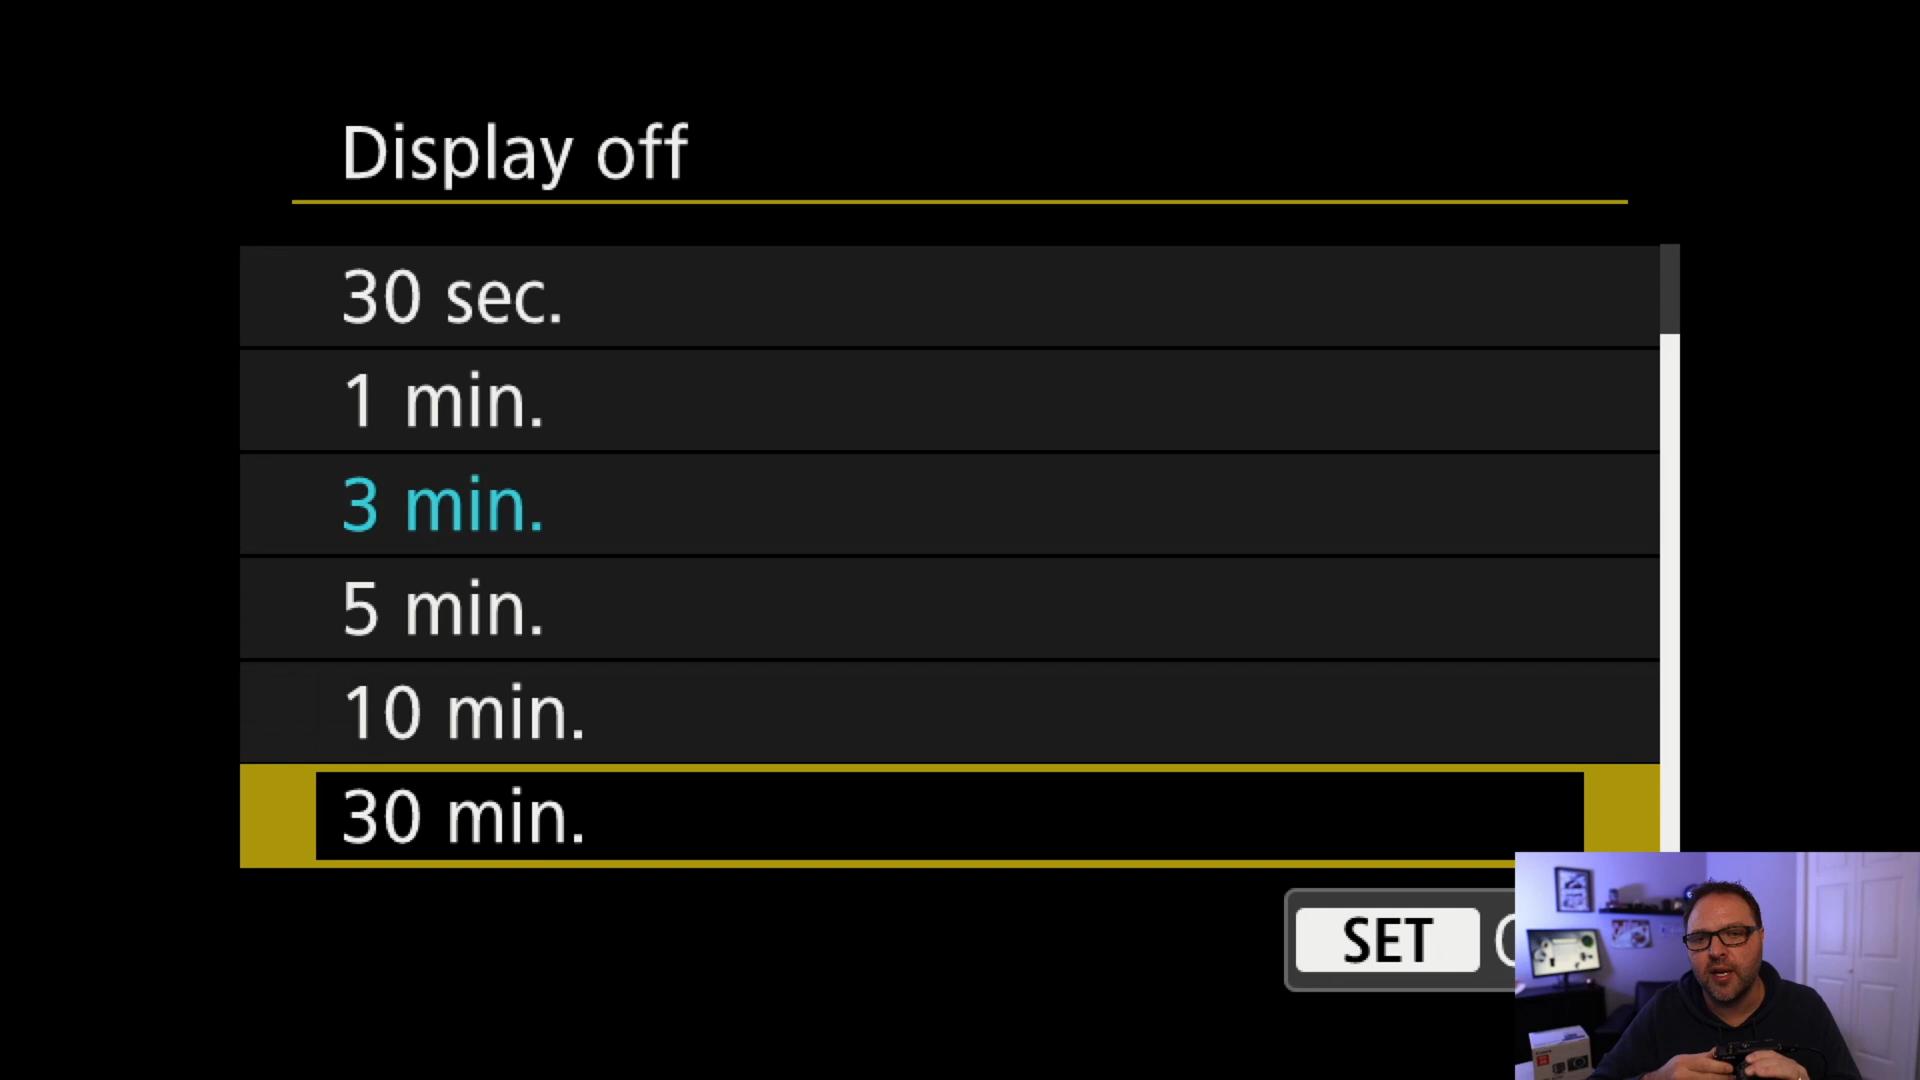 Display off
30 sec.
1 min.
3 min.
5 min.
10 min.
30 min.
SET